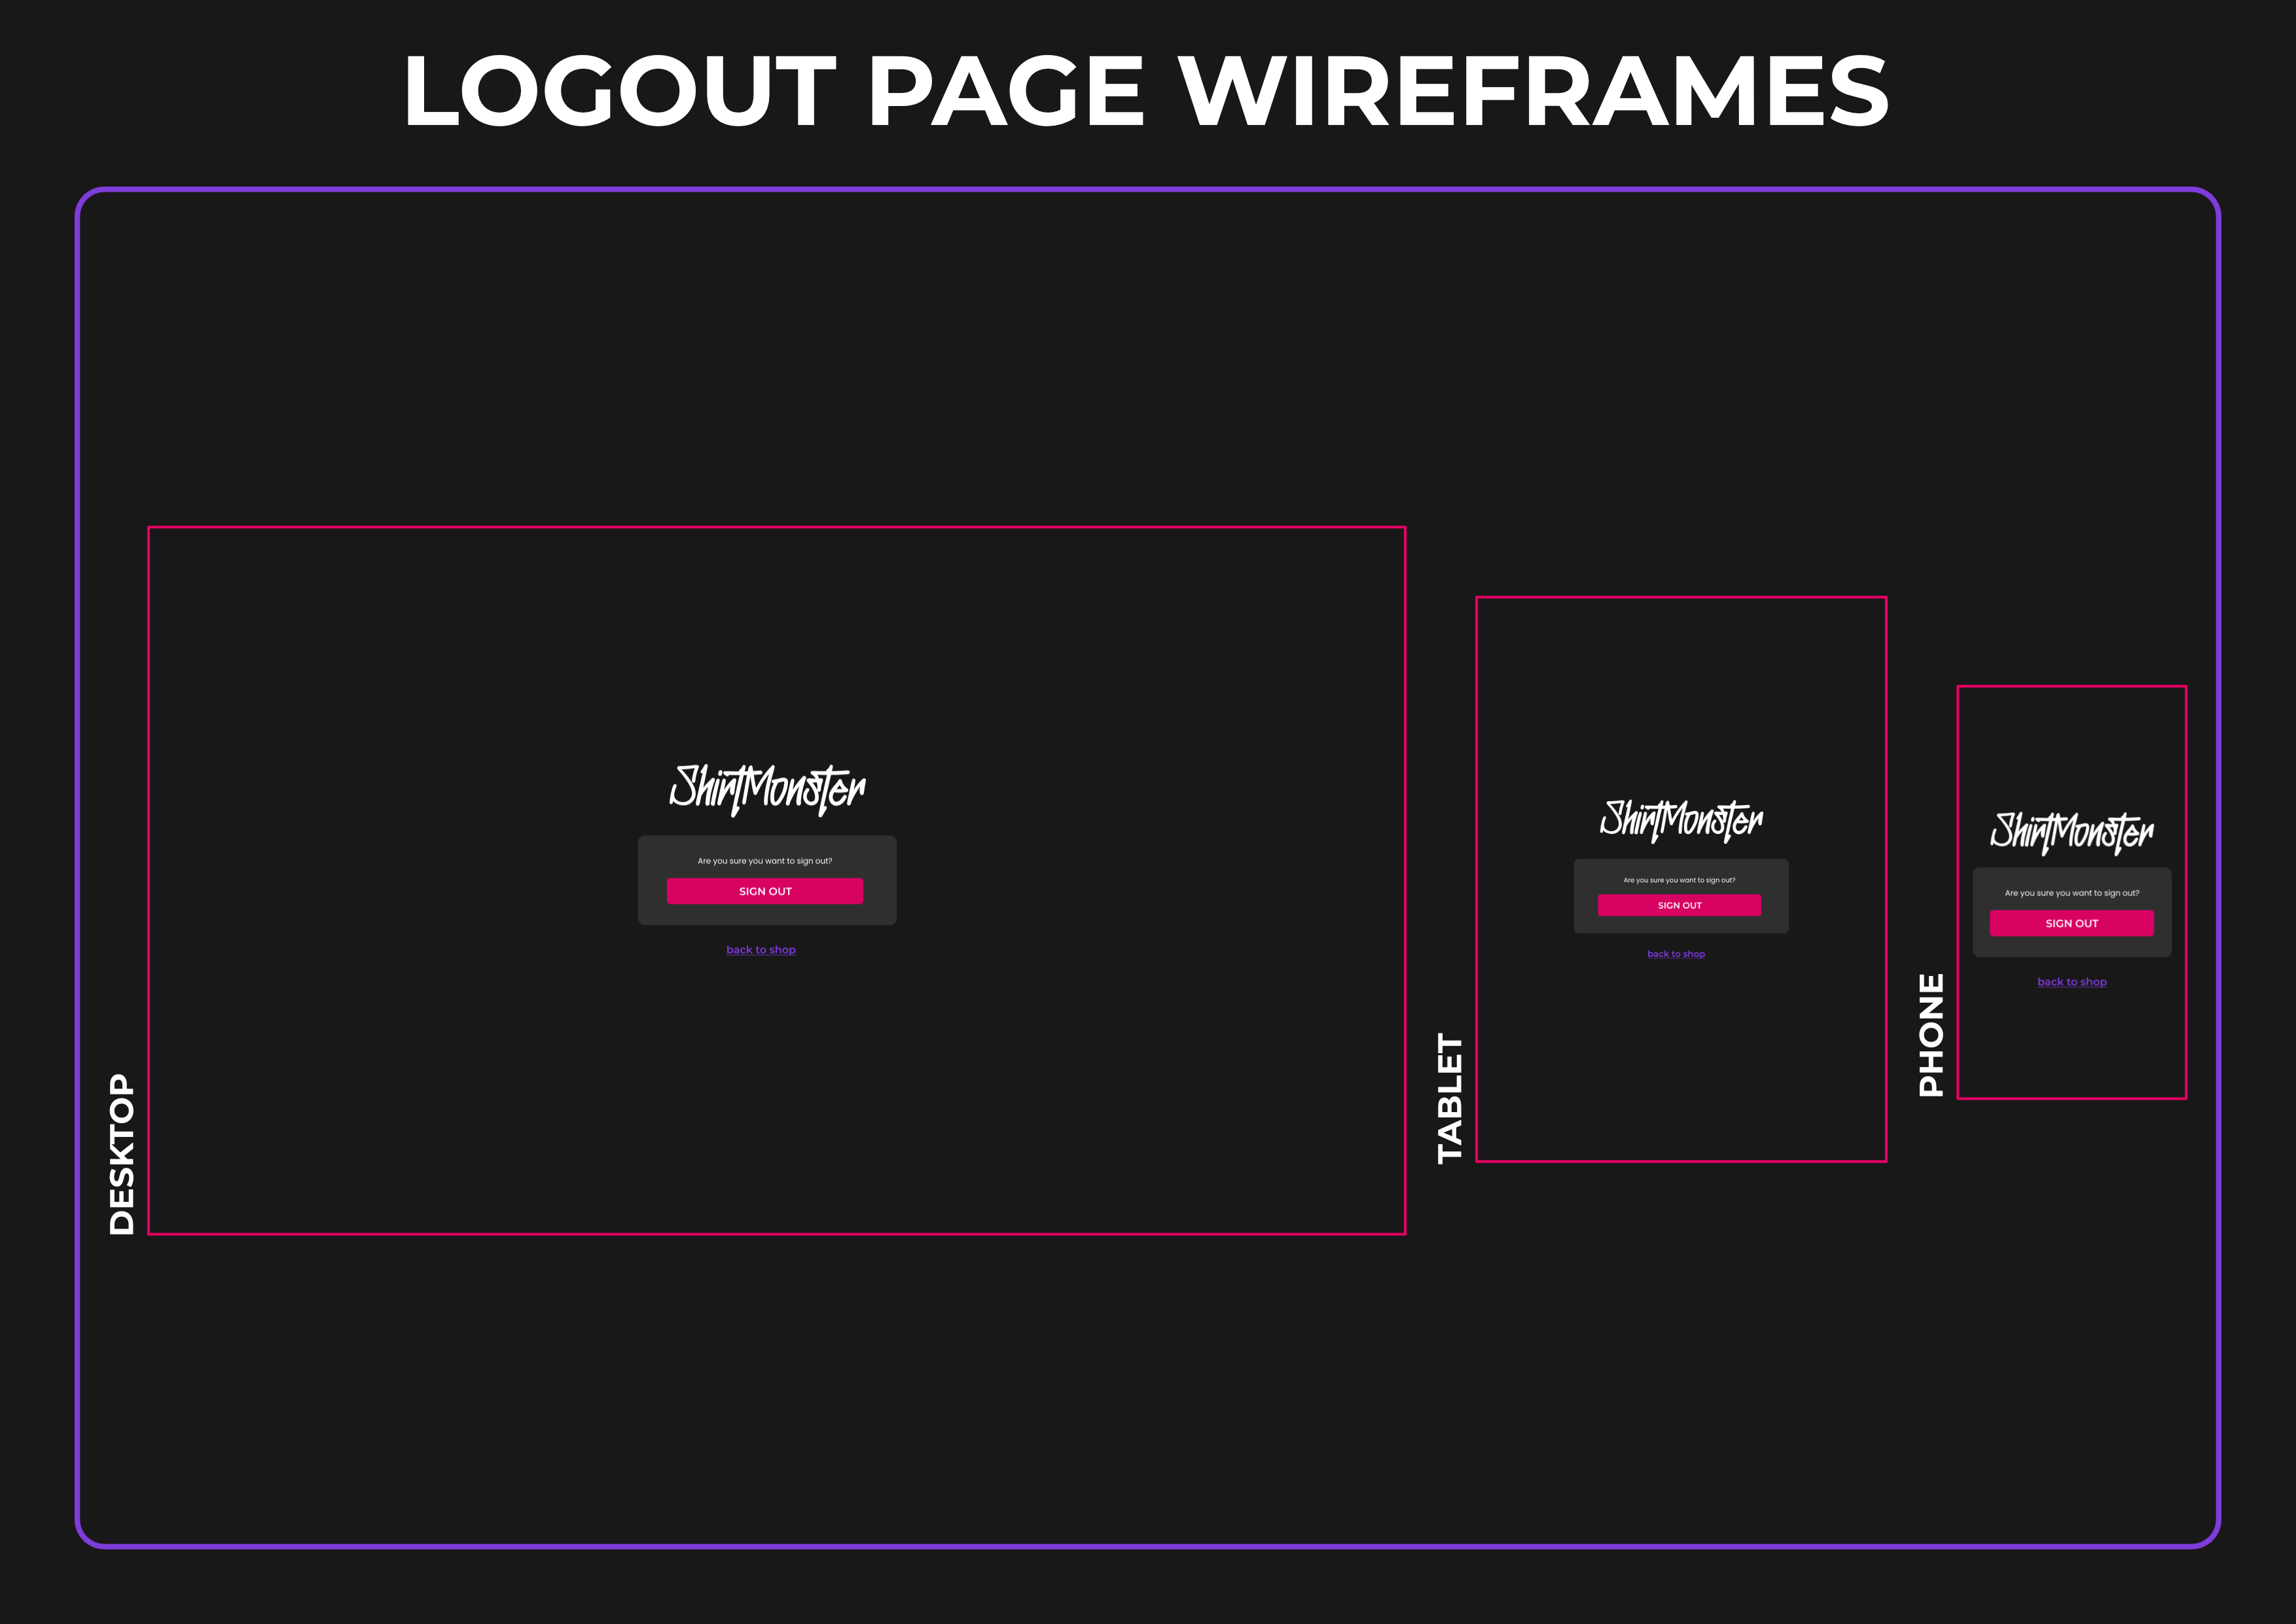 LOGOUT PAGE WIREFRAMES
DESKTOP
ShirtMonster
Are you sure you want to sign out?
SIGN OUT
back to shop
TABLET
ShirtMonster
Are you sure you want to sign out?
SIGN OUT
back to shop
PHONE
ShirtMonster
Are you sure you want to sign out?
SIGN OUT
back to shop